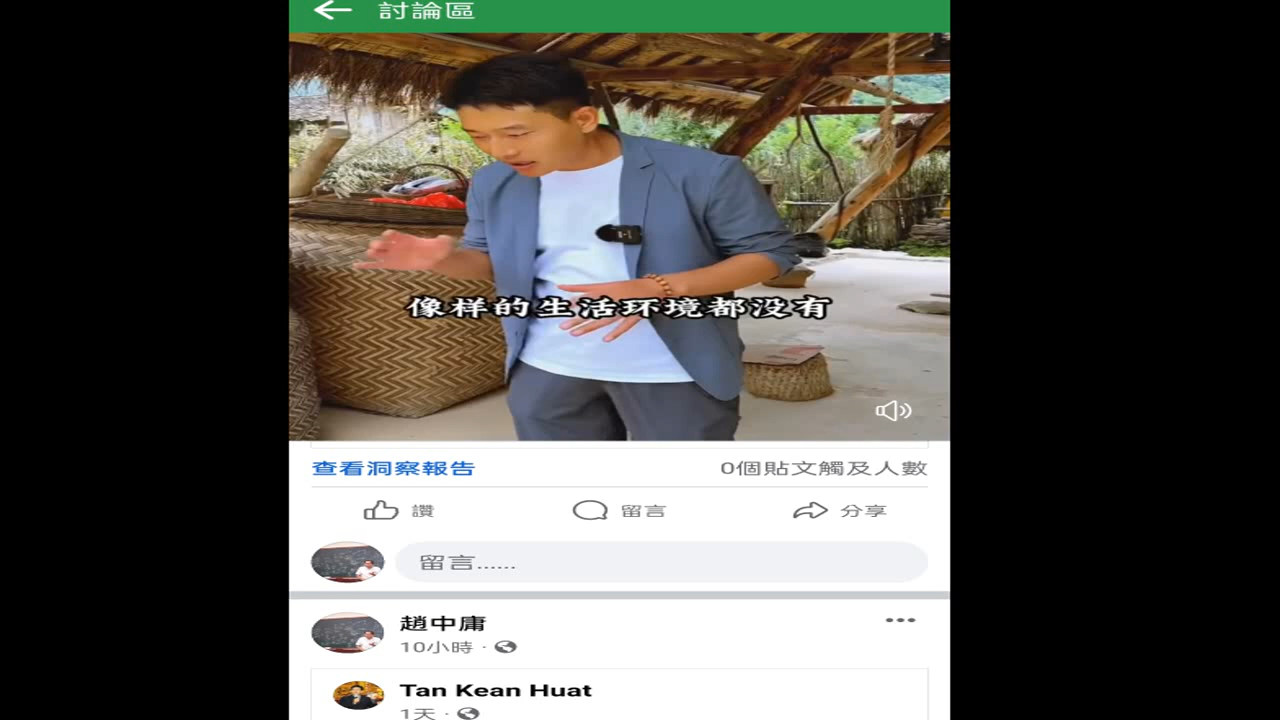 討論區
像样的生活环境都没有
查看洞察報告
0個貼文觸及人數
讚
留言
分享
留言......
趙中庸
10小時 ·
Tan Kean Huat
1天 ·